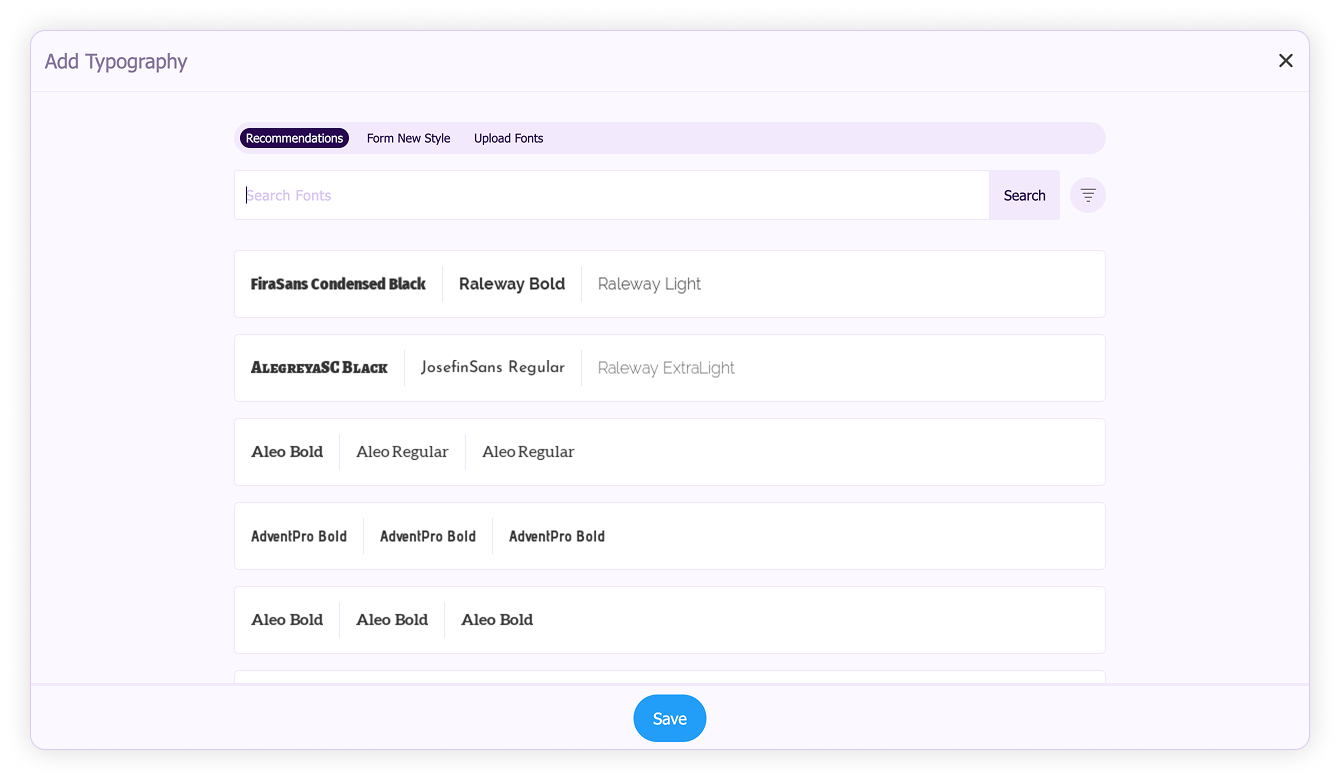 Add Typography
Recommendations Form New Style Upload Fonts
Search Fonts Search
FiraSans Condensed Black Raleway Bold Raleway Light
AlegreyaSC Black JosefinSans Regular Raleway ExtraLight
Aleo Bold Aleo Regular Aleo Regular
AdventPro Bold AdventPro Bold AdventPro Bold
Aleo Bold Aleo Bold Aleo Bold
Save